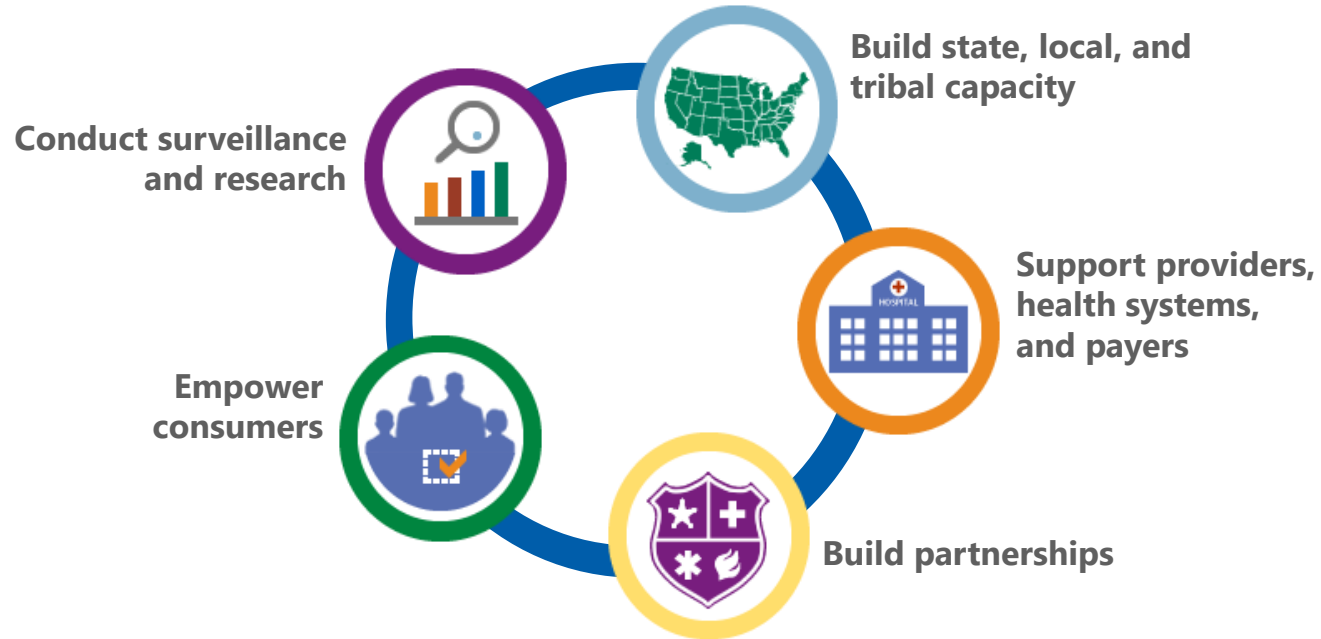 Build state, local, and
tribal capacity
Conduct surveillance
and research
Support providers,
health systems,
and payers
HOSPITAL
Empower
consumers
Build partnerships